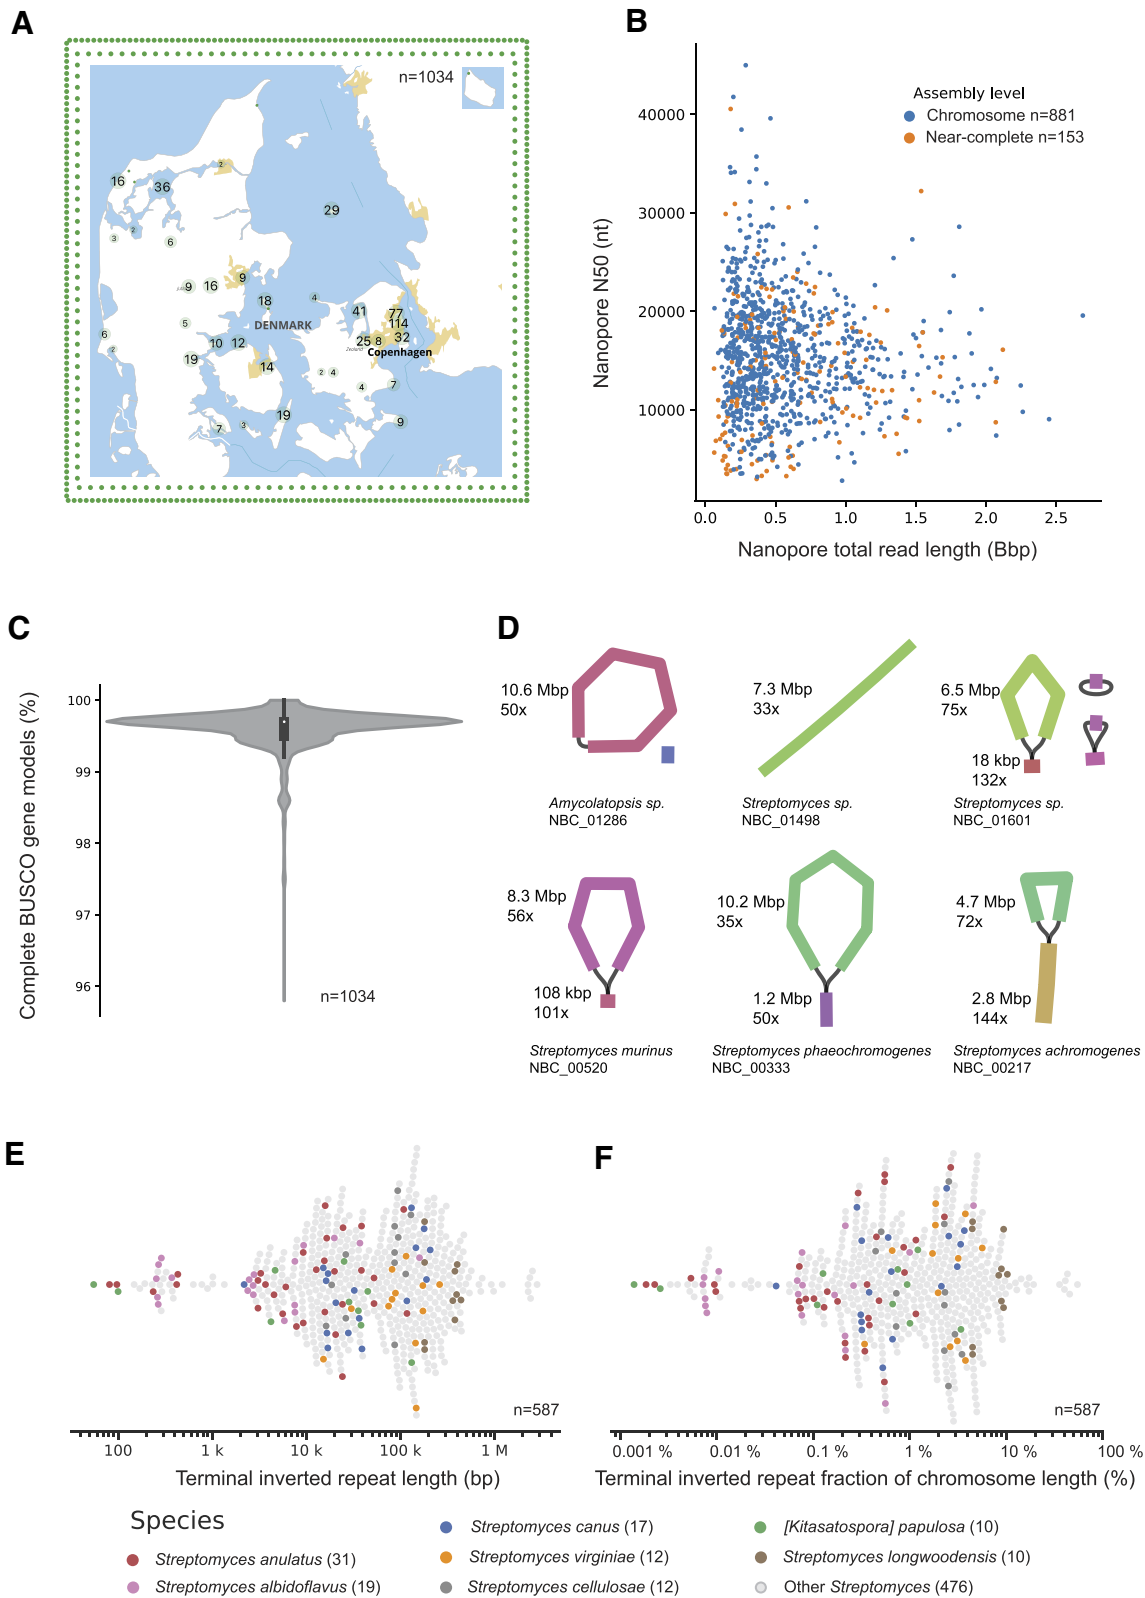 A
n=1034
2
16
36
29
3
2
6
9
16
9
18
4
41
77
114
DENMARK
5
6
2
10
12
25
8
32
Zealand
Copenhagen
19
14
2
4
4
7
19
7
3
9
B
Nanopore N50 (nt)
40000
30000
20000
10000
Assembly level
Chromosome n=881
Near-complete n=153
0.0 0.5 1.0 1.5 2.0 2.5
Nanopore total read length (Bbp)
C
Complete BUSCO gene models (%)
100
99
98
97
96
n=1034
D
10.6 Mbp
50x
Amycolatopsis sp.
NBC_01286
7.3 Mbp
33x
Streptomyces sp.
NBC_01498
6.5 Mbp
75x
18 kbp
132x
Streptomyces sp.
NBC_01601
8.3 Mbp
56x
108 kbp
101x
Streptomyces murinus
NBC_00520
10.2 Mbp
35x
1.2 Mbp
50x
Streptomyces phaeochromogenes
NBC_00333
4.7 Mbp
72x
2.8 Mbp
144x
Streptomyces achromogenes
NBC_00217
E
n=587
100 1 k 10 k 100 k 1 M
Terminal inverted repeat length (bp)
F
n=587
0.001 % 0.01 % 0.1 % 1 % 10 % 100 %
Terminal inverted repeat fraction of chromosome length (%)
Species
Streptomyces anulatus (31)
Streptomyces albidoflavus (19)
Streptomyces canus (17)
Streptomyces virginiae (12)
Streptomyces cellulosae (12)
[Kitasatospora] papulosa (10)
Streptomyces longwoodensis (10)
Other Streptomyces (476)